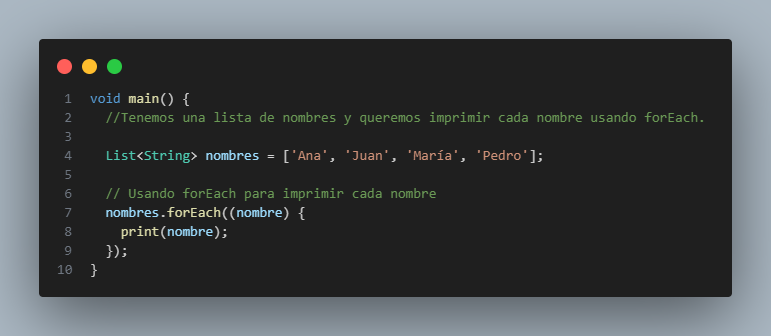 1 void main() {
2 //Tenemos una lista de nombres y queremos imprimir cada nombre usando forEach.
3
4 List<String> nombres = ['Ana', 'Juan', 'María', 'Pedro'];
5
6 // Usando forEach para imprimir cada nombre
7 nombres.forEach((nombre) {
8 print(nombre);
9 });
10 }